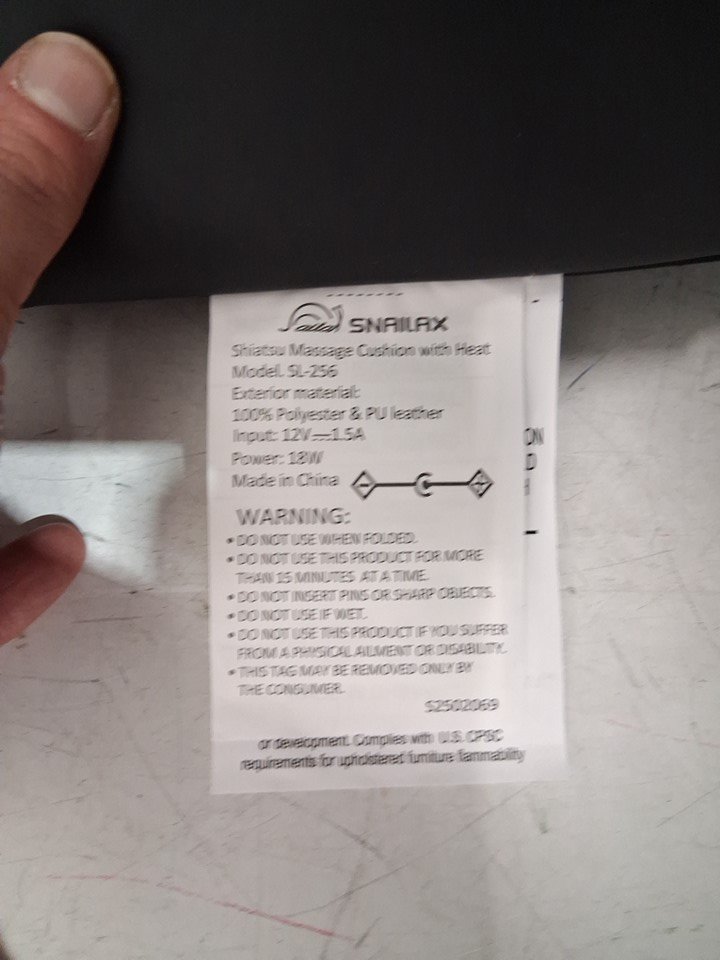 SNAILAX
Shiatsu Massage Cushion with Heat
Model. SL-256
Exterior material:
100% Polyester & PU leather
Input: 12V⎓1.5A
Power: 18W
Made in China
WARNING:
• DO NOT USE WHEN FOLDED.
• DO NOT USE THIS PRODUCT FOR MORE
THAN 15 MINUTES AT A TIME.
• DO NOT INSERT PINS OR SHARP OBJECTS.
• DO NOT USE IF WET.
• DO NOT USE THIS PRODUCT IF YOU SUFFER
FROM A PHYSICAL AILMENT OR DISABILITY.
• THIS TAG MAY BE REMOVED ONLY BY
THE CONSUMER.
S2502069
or development. Complies with U.S. CPSC
requirements for upholstered furniture flammability